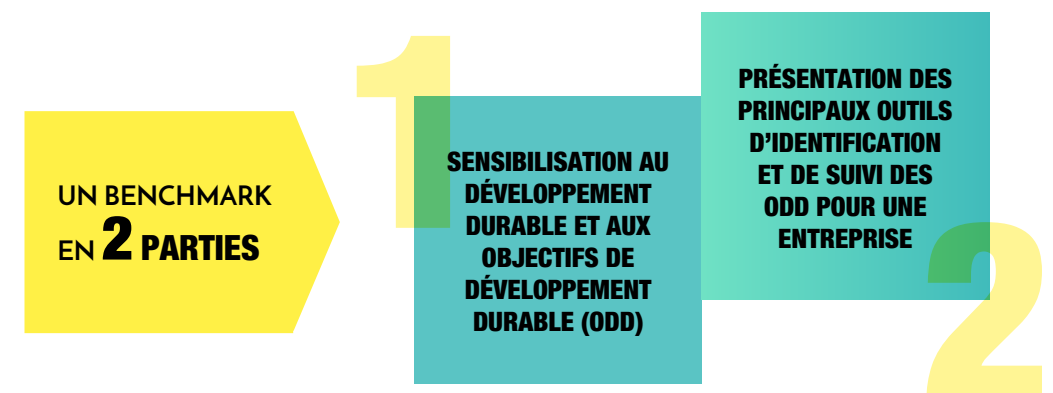 UN BENCHMARK
EN 2 PARTIES
1
SENSIBILISATION AU
DÉVELOPPEMENT
DURABLE ET AUX
OBJECTIFS DE
DÉVELOPPEMENT
DURABLE (ODD)
PRÉSENTATION DES
PRINCIPAUX OUTILS
D’IDENTIFICATION
ET DE SUIVI DES
ODD POUR UNE
ENTREPRISE
2